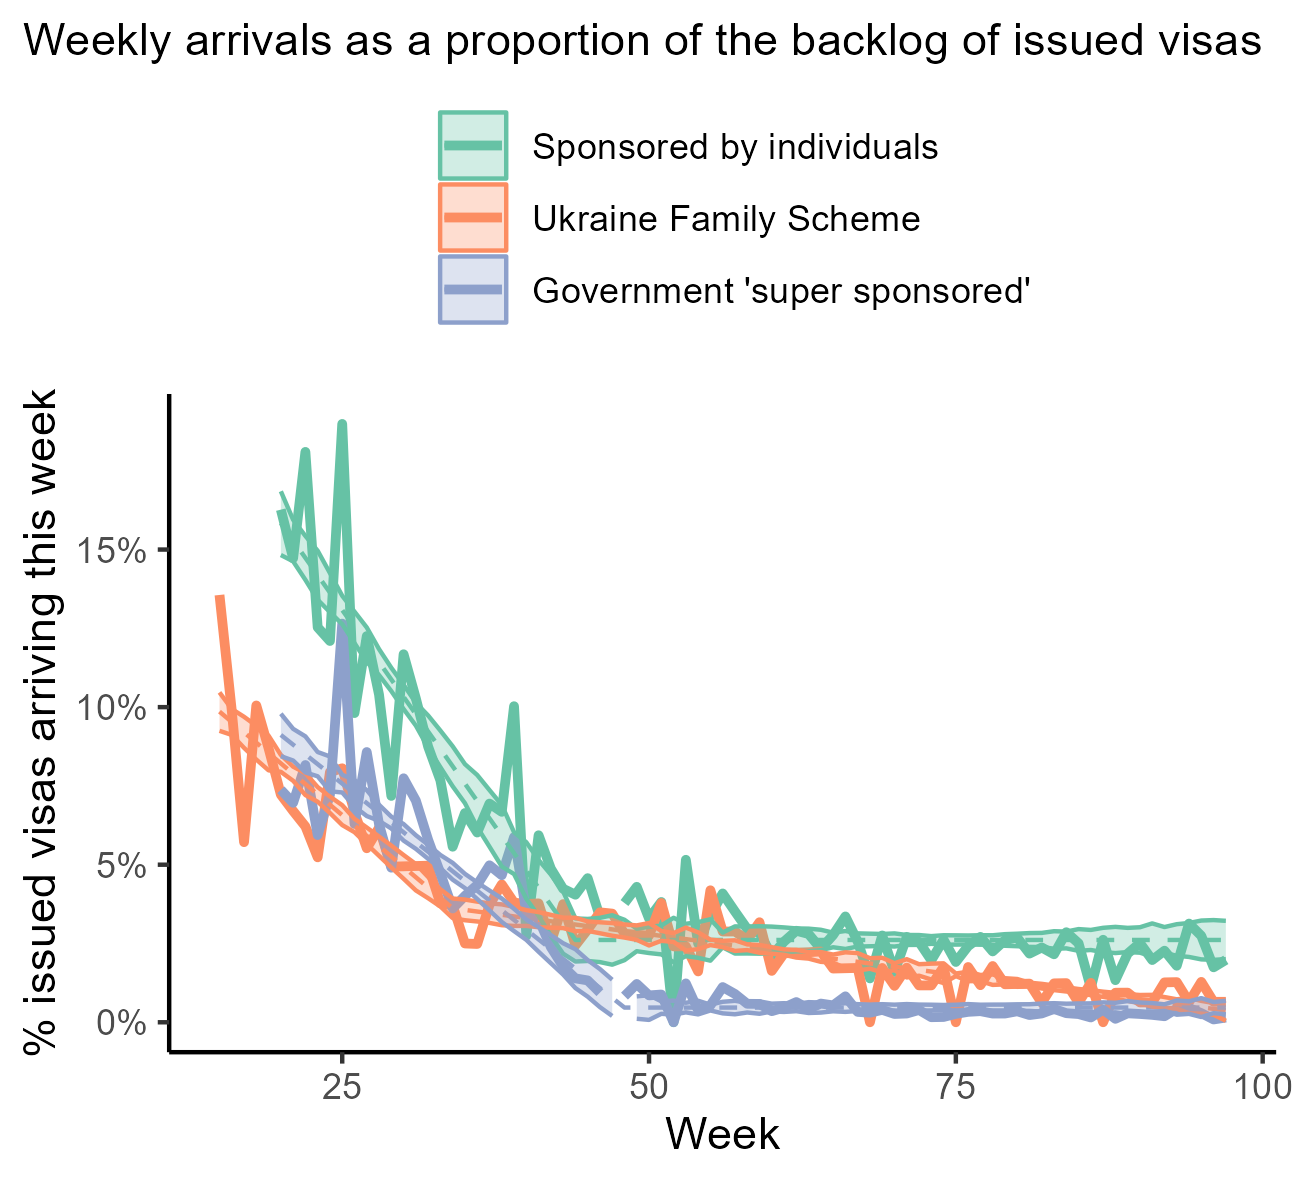 Weekly arrivals as a proportion of the backlog of issued visas
Sponsored by individuals
Ukraine Family Scheme
Government 'super sponsored'
% issued visas arriving this week
15%
10%
5%
0%
25
50
75
100
Week